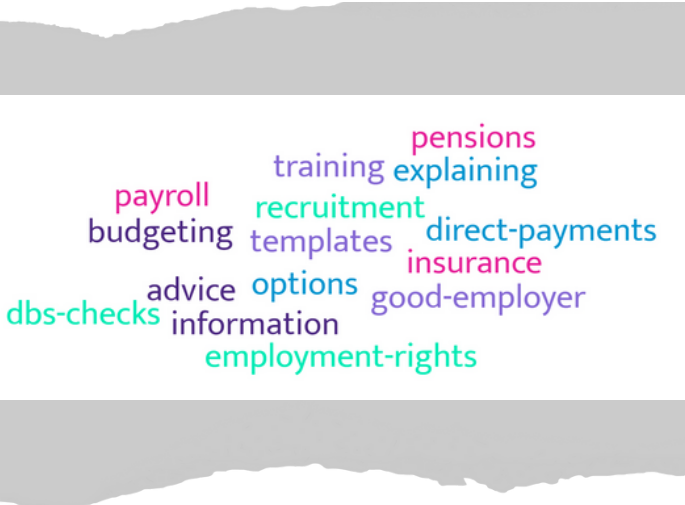 pensions
training explaining
payroll
recruitment
budgeting templates direct-payments
insurance
advice options
good-employer
dbs-checks information
employment-rights